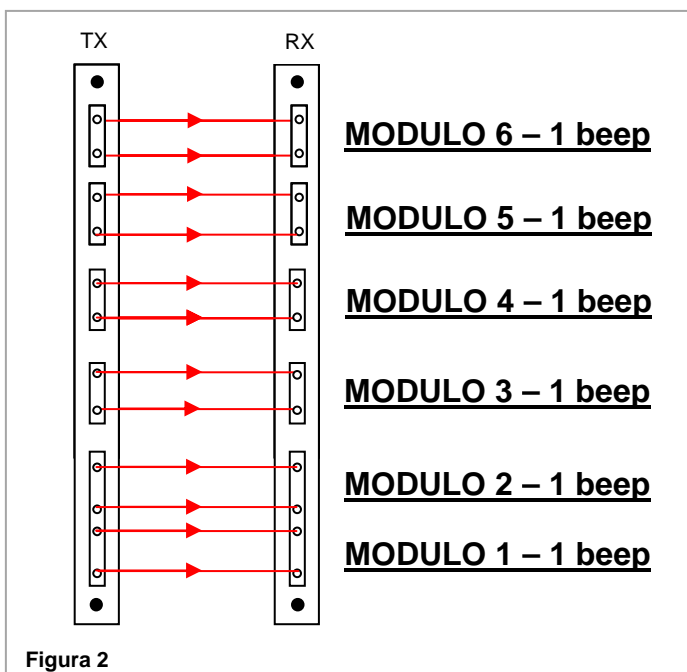 TX RX
MODULO 6 – 1 beep
MODULO 5 – 1 beep
MODULO 4 – 1 beep
MODULO 3 – 1 beep
MODULO 2 – 1 beep
MODULO 1 – 1 beep
Figura 2